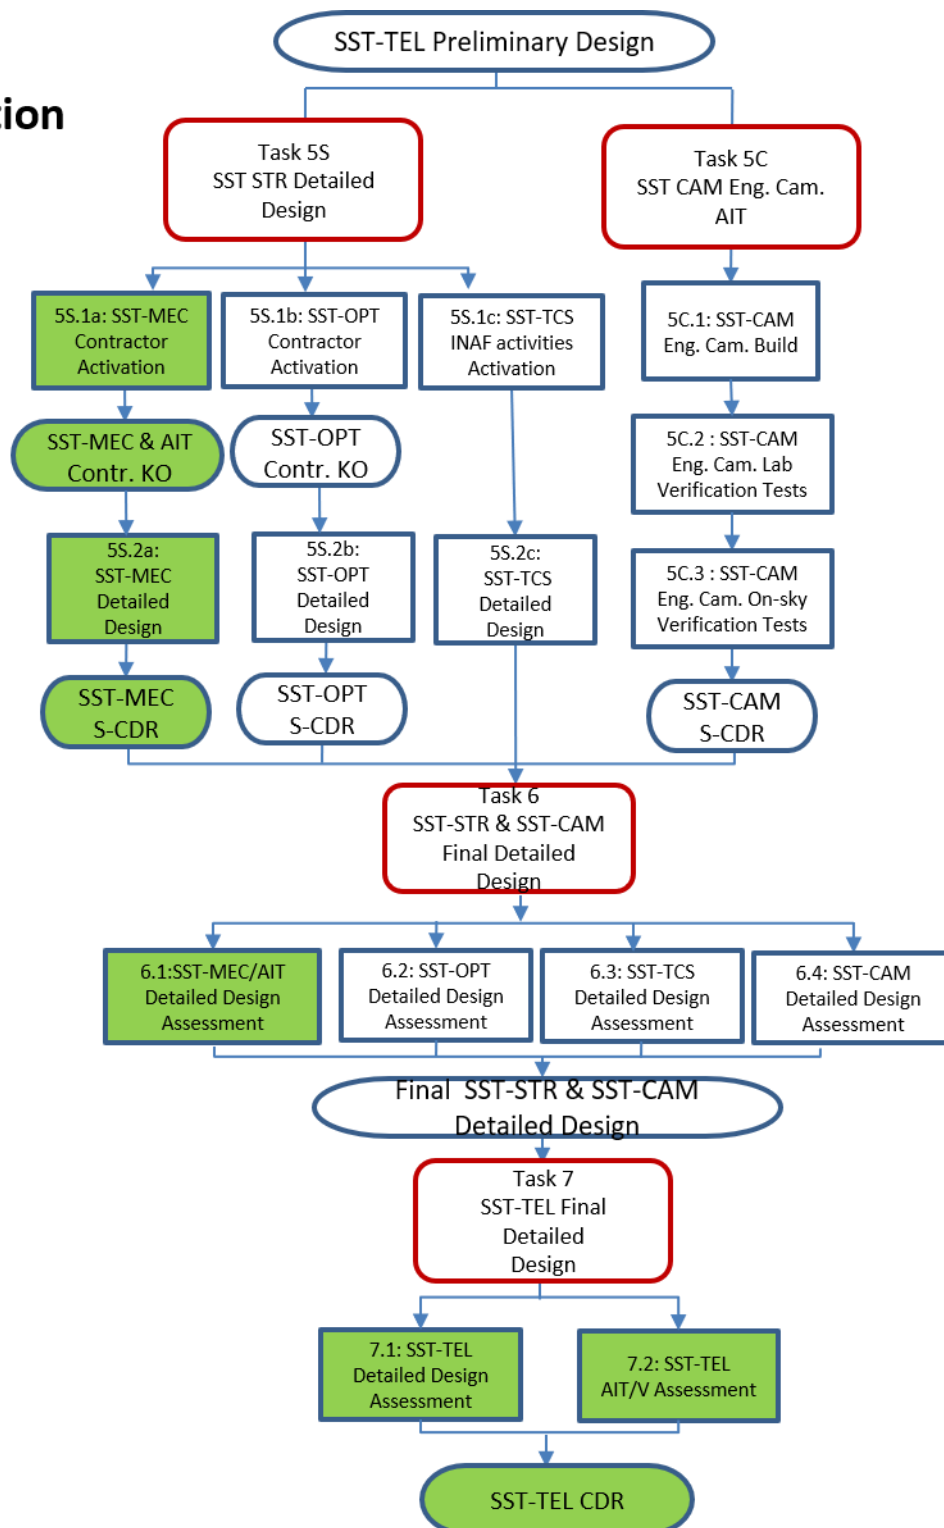 SST-TEL Preliminary Design
tion
Task 5S
SST STR Detailed
Design
Task 5C
SST CAM Eng. Cam.
AIT
5S.1a: SST-MEC
Contractor
Activation
5S.1b: SST-OPT
Contractor
Activation
5S.1c: SST-TCS
INAF activities
Activation
5C.1: SST-CAM
Eng. Cam. Build
SST-MEC & AIT
Contr. KO
SST-OPT
Contr. KO
5C.2 : SST-CAM
Eng. Cam. Lab
Verification Tests
5S.2a:
SST-MEC
Detailed
Design
5S.2b:
SST-OPT
Detailed
Design
5S.2c:
SST-TCS
Detailed
Design
5C.3 : SST-CAM
Eng. Cam. On-sky
Verification Tests
SST-MEC
S-CDR
SST-OPT
S-CDR
SST-CAM
S-CDR
Task 6
SST-STR & SST-CAM
Final Detailed
Design
6.1:SST-MEC/AIT
Detailed Design
Assessment
6.2: SST-OPT
Detailed Design
Assessment
6.3: SST-TCS
Detailed Design
Assessment
6.4: SST-CAM
Detailed Design
Assessment
Final SST-STR & SST-CAM
Detailed Design
Task 7
SST-TEL Final
Detailed
Design
7.1: SST-TEL
Detailed Design
Assessment
7.2: SST-TEL
AIT/V Assessment
SST-TEL CDR